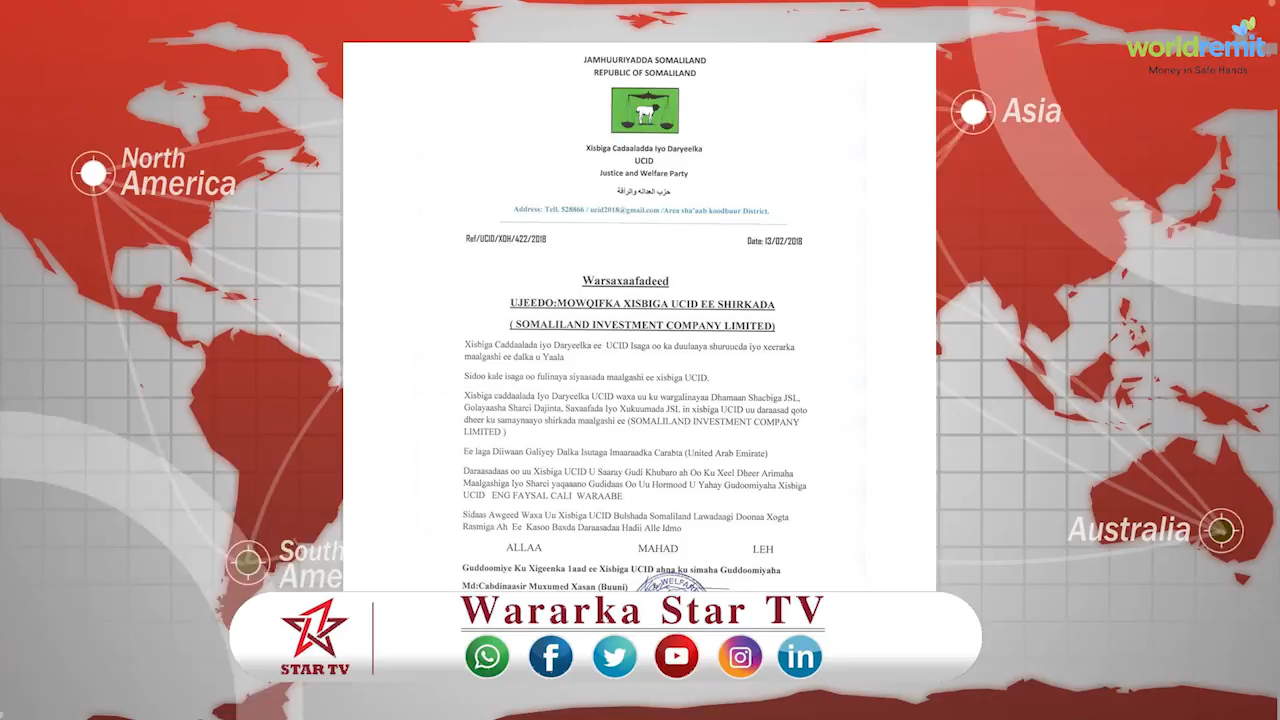 worldremit
Money in Safe Hands
North
America
Asia
South
Ame
Australia
JAMHUURIYADDA SOMALILAND
REPUBLIC OF SOMALILAND
Xisbiga Cadaaladda Iyo Daryeelka
UCID
Justice and Welfare Party
حزب العداله والرافة
Address: Tell. 528866 / ucid2018@gmail.com /Area sha'aab koodbuur District.
Ref/UCID/XDH/422/2018
Date: 13/02/2018
Warsaxaafadeed
UJEEDO:MOWQIFKA XISBIGA UCID EE SHIRKADA
( SOMALILAND INVESTMENT COMPANY LIMITED)
Xisbiga Caddaalada iyo Daryeelka ee UCID Isaga oo ka duulaaya shuruucda iyo xeerarka
maalgashi ee dalka u Yaala
Sidoo kale isaga oo fulinaya siyaasada maalgashi ee xisbiga UCID.
Xisbiga caddaalada Iyo Daryelka UCID waxa uu ku wargalinayaa Dhamaan Shacbiga JSL,
Golayaasha Sharci Dajinta, Saxaafada Iyo Xukuumada JSL in xisbiga UCID uu daraasad qoto
dheer ku samaynaayo shirkada maalgashi ee (SOMALILAND INVESTMENT COMPANY
LIMITED )
Ee laga Diiwaan Galiyey Dalka Isutaga Imaaraadka Carabta (United Arab Emirate)
Daraasadaas oo uu Xisbiga UCID U Saaray Gudi Khubaro ah Oo Ku Xeel Dheer Arimaha
Maalgashiga Iyo Sharci yaqaaano Gudidaas Oo Uu Hormood U Yahay Gudoomiyaha Xisbiga
UCID ENG FAYSAL CALI WARAABE
Sidaas Awgeed Waxa Uu Xisbiga UCID Bulshada Somaliland Lawadaagi Doonaa Xogta
Rasmiga Ah Ee Kasoo Baxda Daraasadaa Hadii Alle Idmo
ALLAA MAHAD LEH
Guddoomiye Ku Xigeenka 1aad ee Xisbiga UCID ahna ku simaha Guddoomiyaha
Md:Cabdinaasir Muxumed Xasan (Buuni)
WELFARE
Wararka Star TV
STAR TV